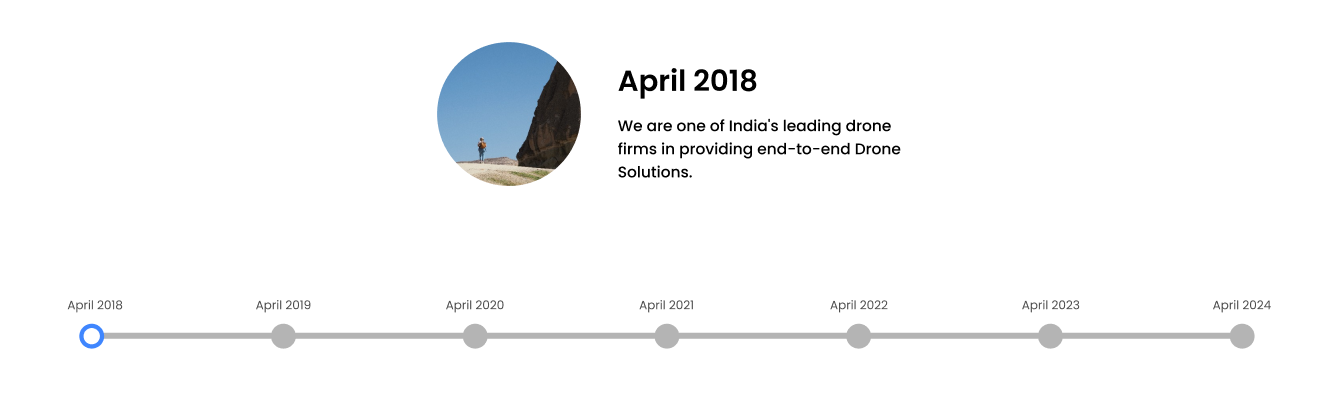 April 2018
We are one of India's leading drone
firms in providing end-to-end Drone
Solutions.
April 2018
April 2019
April 2020
April 2021
April 2022
April 2023
April 2024